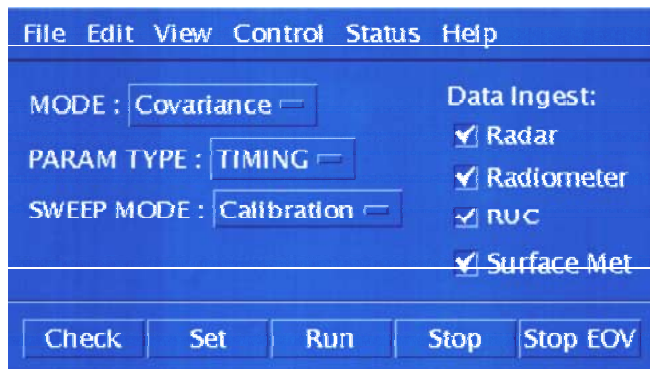 File Edit View Control Status Help
MODE : Covariance
PARAM TYPE : TIMING
SWEEP MODE : Calibration
Data Ingest:
Radar
Radiometer
RUC
Surface Met
Check Set Run Stop Stop EOV